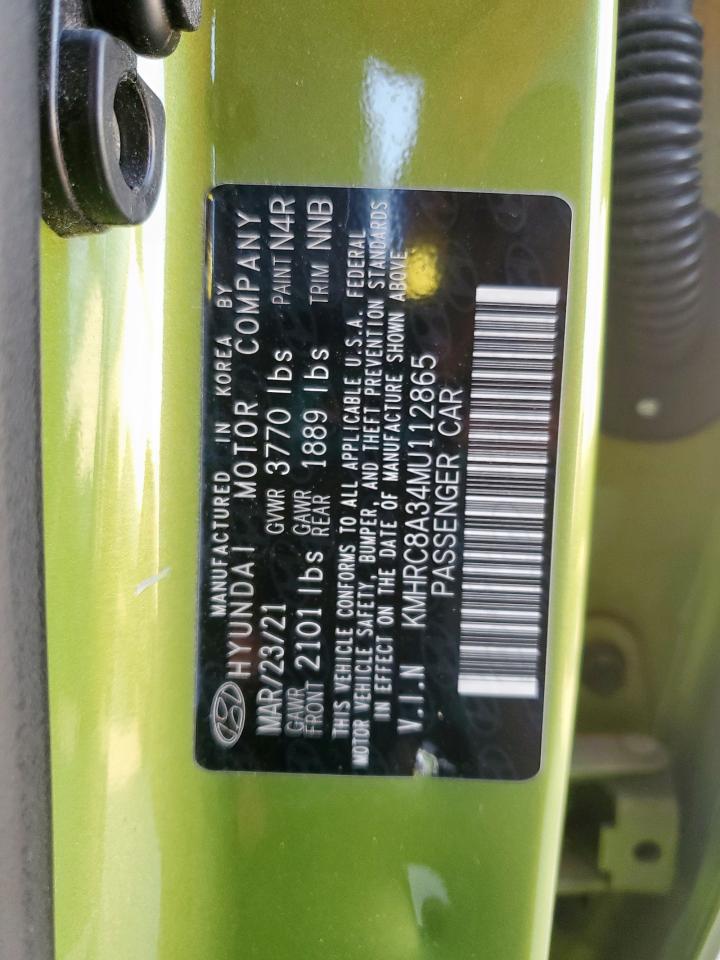 MANUFACTURED IN KOREA BY
HYUNDAI MOTOR COMPANY
MAR/23/21 GVWR 3770 lbs PAINT N4R
GAWR FRONT 2101 lbs GAWR REAR 1889 lbs TRIM NNB
THIS VEHICLE CONFORMS TO ALL APPLICABLE U.S.A. FEDERAL
MOTOR VEHICLE SAFETY, BUMPER, AND THEFT PREVENTION STANDARDS
IN EFFECT ON THE DATE OF MANUFACTURE SHOWN ABOVE
V.I.N KMHRC8A34MU112865
PASSENGER CAR